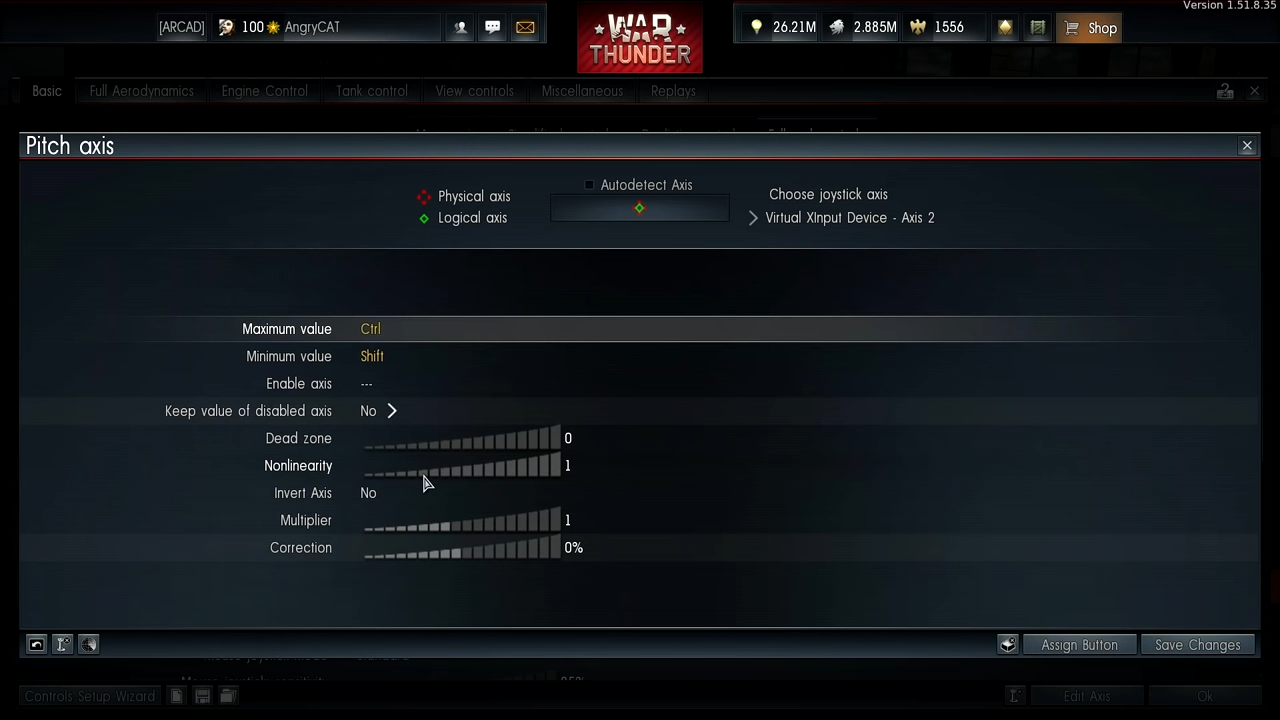 Version 1.51.8.35
[ARCAD] 100 AngryCAT
WAR THUNDER
26.21M 2.885M 1556 Shop
Basic Full Aerodynamics Engine Control Tank control View controls Miscellaneous Replays
Pitch axis
Physical axis
Logical axis
Autodetect Axis
Choose joystick axis
Virtual XInput Device - Axis 2
Maximum value Ctrl
Minimum value Shift
Enable axis ---
Keep value of disabled axis No
Dead zone 0
Nonlinearity 1
Invert Axis No
Multiplier 1
Correction 0%
Assign Button Save Changes
Controls Setup Wizard Edit Axis Ok